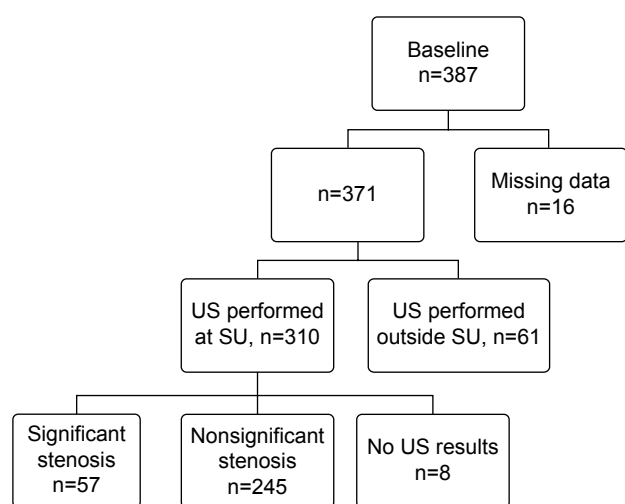 Baseline
n=387
n=371
Missing data
n=16
US performed
at SU, n=310
US performed
outside SU, n=61
Significant
stenosis
n=57
Nonsignificant
stenosis
n=245
No US results
n=8